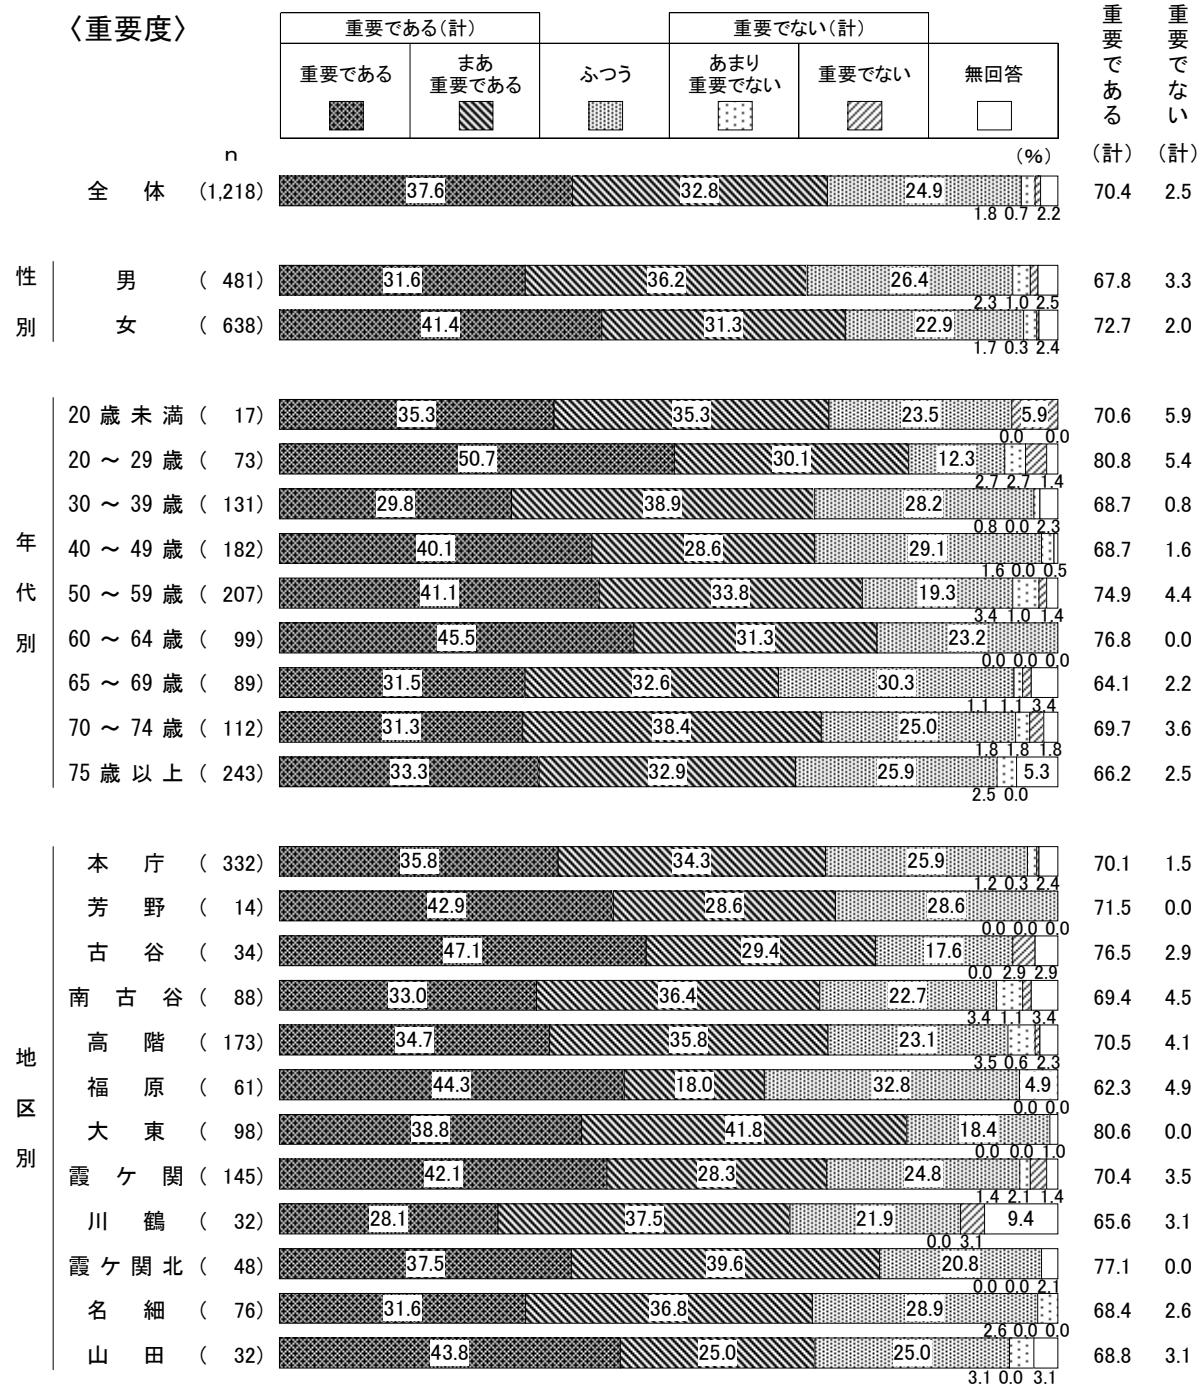 〈重要度〉
重要である(計) 重要でない(計)
重要である まあ重要である ふつう あまり重要でない 重要でない 無回答
重要である(計) 重要でない(計)
n (%)
全体 (1,218) 37.6 32.8 24.9 70.4 2.5
1.8 0.7 2.2
性別
男 ( 481) 31.6 36.2 26.4 67.8 3.3
2.3 1.0 2.5
女 ( 638) 41.4 31.3 22.9 72.7 2.0
1.7 0.3 2.4
年代別
20歳未満 ( 17) 35.3 35.3 23.5 5.9 70.6 5.9
0.0 0.0
20～29歳 ( 73) 50.7 30.1 12.3 80.8 5.4
2.7 2.7 1.4
30～39歳 ( 131) 29.8 38.9 28.2 68.7 0.8
0.8 0.0 2.3
40～49歳 ( 182) 40.1 28.6 29.1 68.7 1.6
1.6 0.0 0.5
50～59歳 ( 207) 41.1 33.8 19.3 74.9 4.4
3.4 1.0 1.4
60～64歳 ( 99) 45.5 31.3 23.2 76.8 0.0
0.0 0.0 0.0
65～69歳 ( 89) 31.5 32.6 30.3 64.1 2.2
1.1 1.1 3.4
70～74歳 ( 112) 31.3 38.4 25.0 69.7 3.6
1.8 1.8 1.8
75歳以上 ( 243) 33.3 32.9 25.9 5.3 66.2 2.5
2.5 0.0
地区別
本庁 ( 332) 35.8 34.3 25.9 70.1 1.5
1.2 0.3 2.4
芳野 ( 14) 42.9 28.6 28.6 71.5 0.0
0.0 0.0 0.0
古谷 ( 34) 47.1 29.4 17.6 76.5 2.9
0.0 2.9 2.9
南古谷 ( 88) 33.0 36.4 22.7 69.4 4.5
3.4 1.1 3.4
高階 ( 173) 34.7 35.8 23.1 70.5 4.1
3.5 0.6 2.3
福原 ( 61) 44.3 18.0 32.8 4.9 62.3 4.9
0.0 0.0
大東 ( 98) 38.8 41.8 18.4 80.6 0.0
0.0 0.0 1.0
霞ケ関 ( 145) 42.1 28.3 24.8 70.4 3.5
1.4 2.1 1.4
川鶴 ( 32) 28.1 37.5 21.9 9.4 65.6 3.1
0.0 3.1
霞ケ関北 ( 48) 37.5 39.6 20.8 77.1 0.0
0.0 0.0 2.1
名細 ( 76) 31.6 36.8 28.9 68.4 2.6
2.6 0.0 0.0
山田 ( 32) 43.8 25.0 25.0 68.8 3.1
3.1 0.0 3.1